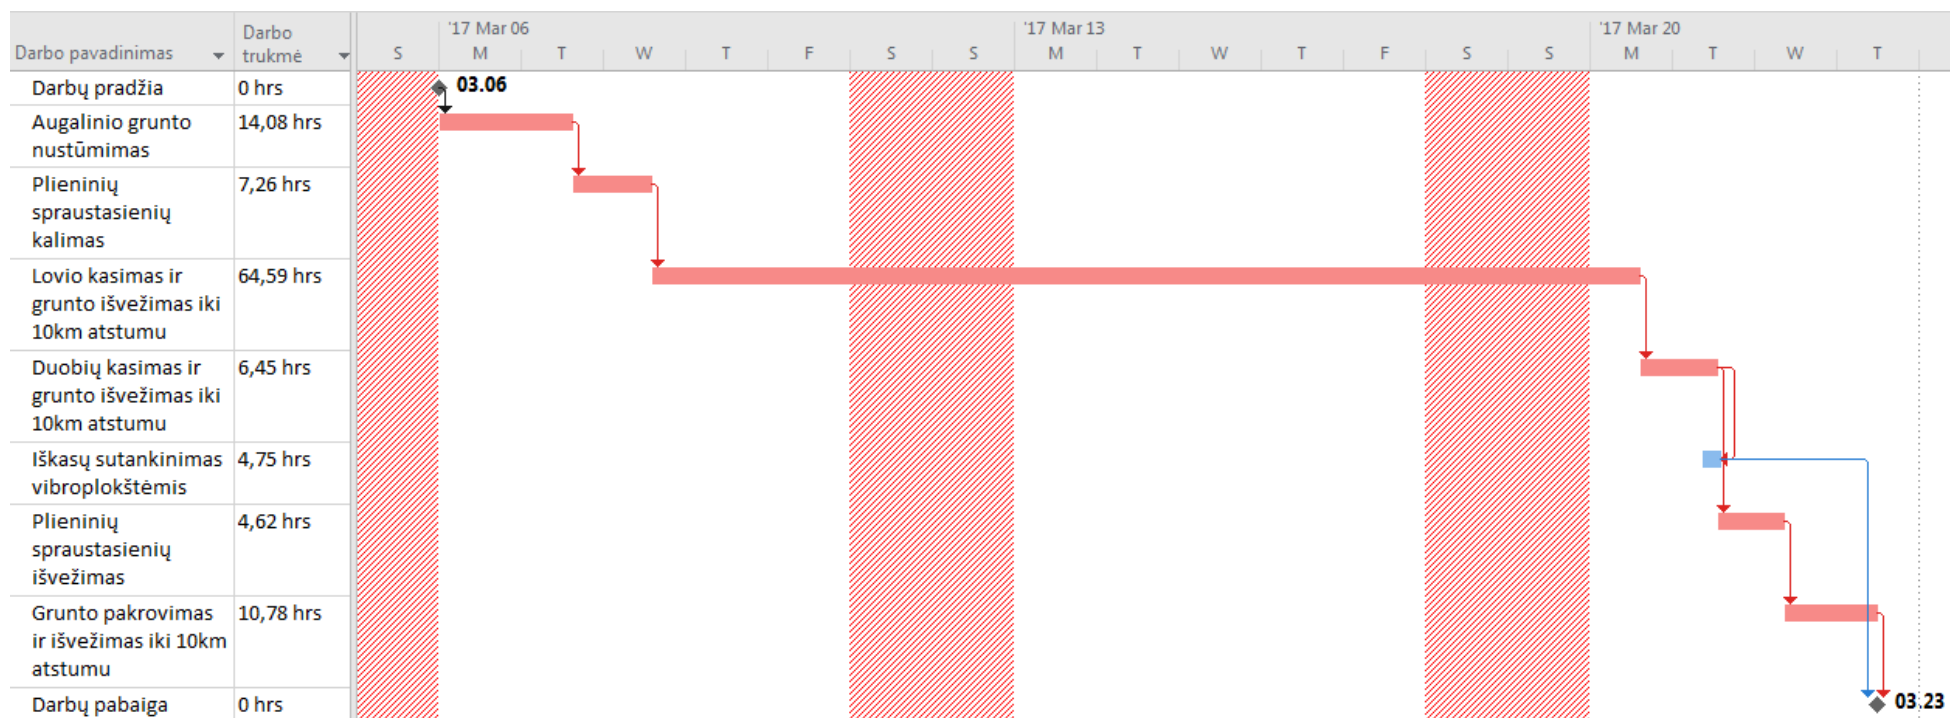 '17 Mar 06 '17 Mar 13 '17 Mar 20
Darbo pavadinimas Darbo trukmė S M T W T F S S M T W T F S S M T W T
Darbų pradžia 0 hrs 03.06
Augalinio grunto 14,08 hrs
nustūmimas
Plieninių 7,26 hrs
spraustasienių
kalimas
Lovio kasimas ir 64,59 hrs
grunto išvežimas iki
10km atstumu
Duobių kasimas ir 6,45 hrs
grunto išvežimas iki
10km atstumu
Iškasų sutankinimas 4,75 hrs
vibroplokštėmis
Plieninių 4,62 hrs
spraustasienių
išvežimas
Grunto pakrovimas 10,78 hrs
ir išvežimas iki 10km
atstumu
Darbų pabaiga 0 hrs 03.23